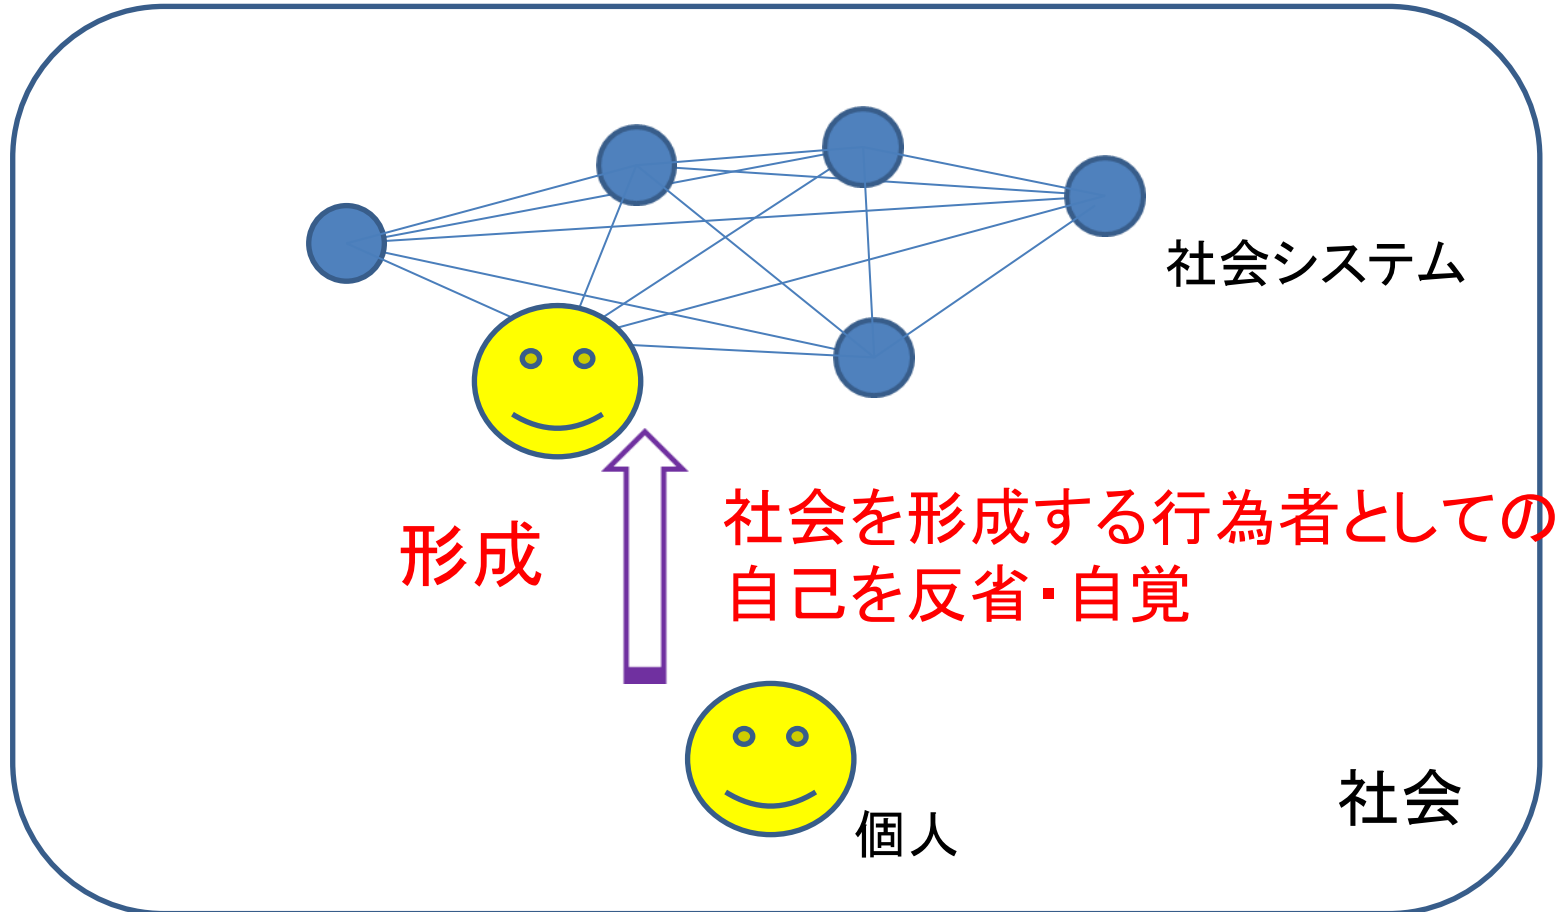 社会システム
形成
社会を形成する行為者としての
自己を反省・自覚
個人
社会